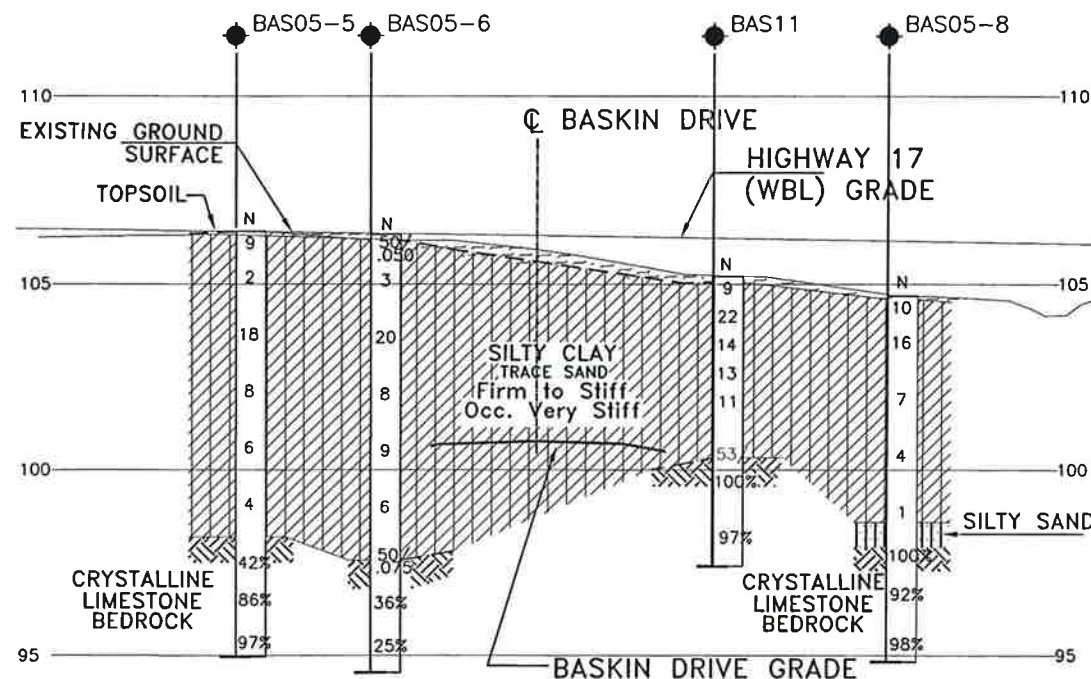 BAS05-5
BAS05-6
BAS11
BAS05-8
110
110
EXISTING GROUND
SURFACE
℄ BASKIN DRIVE
HIGHWAY 17
(WBL) GRADE
TOPSOIL
N
9
2
18
8
6
4
42%
86%
97%
N
50/
.050
3
20
8
9
6
50/
.075
36%
25%
N
9
22
14
13
11
53
100%
97%
N
10
16
7
4
1
100%
92%
98%
105
105
SILTY CLAY
TRACE SAND
Firm to Stiff
Occ. Very Stiff
100
100
SILTY SAND
CRYSTALLINE
LIMESTONE
BEDROCK
CRYSTALLINE
LIMESTONE
BEDROCK
95
95
BASKIN DRIVE GRADE